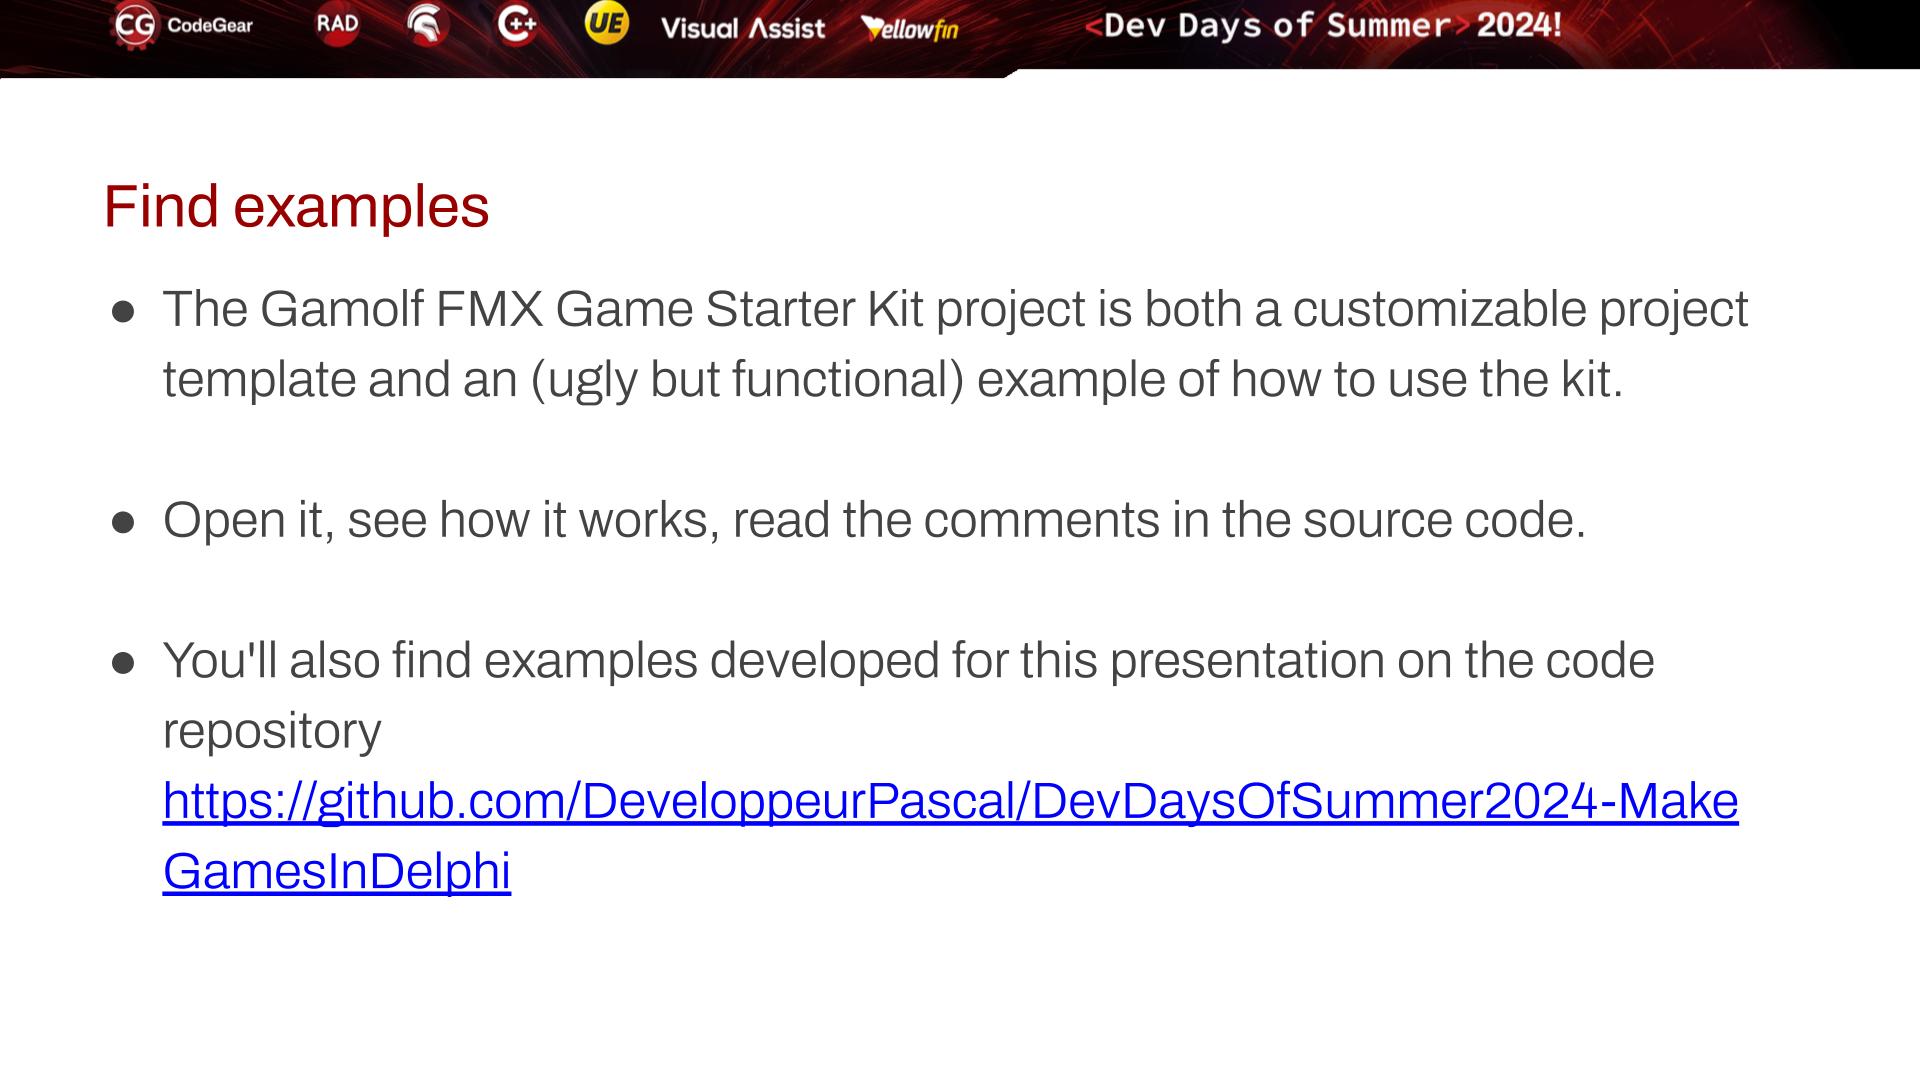 CG CodeGear RAD C++ UE Visual Assist Yellowfin <Dev Days of Summer> 2024!
Find examples
● The Gamolf FMX Game Starter Kit project is both a customizable project
template and an (ugly but functional) example of how to use the kit.
● Open it, see how it works, read the comments in the source code.
● You'll also find examples developed for this presentation on the code
repository
https://github.com/DeveloppeurPascal/DevDaysOfSummer2024-Make
GamesInDelphi